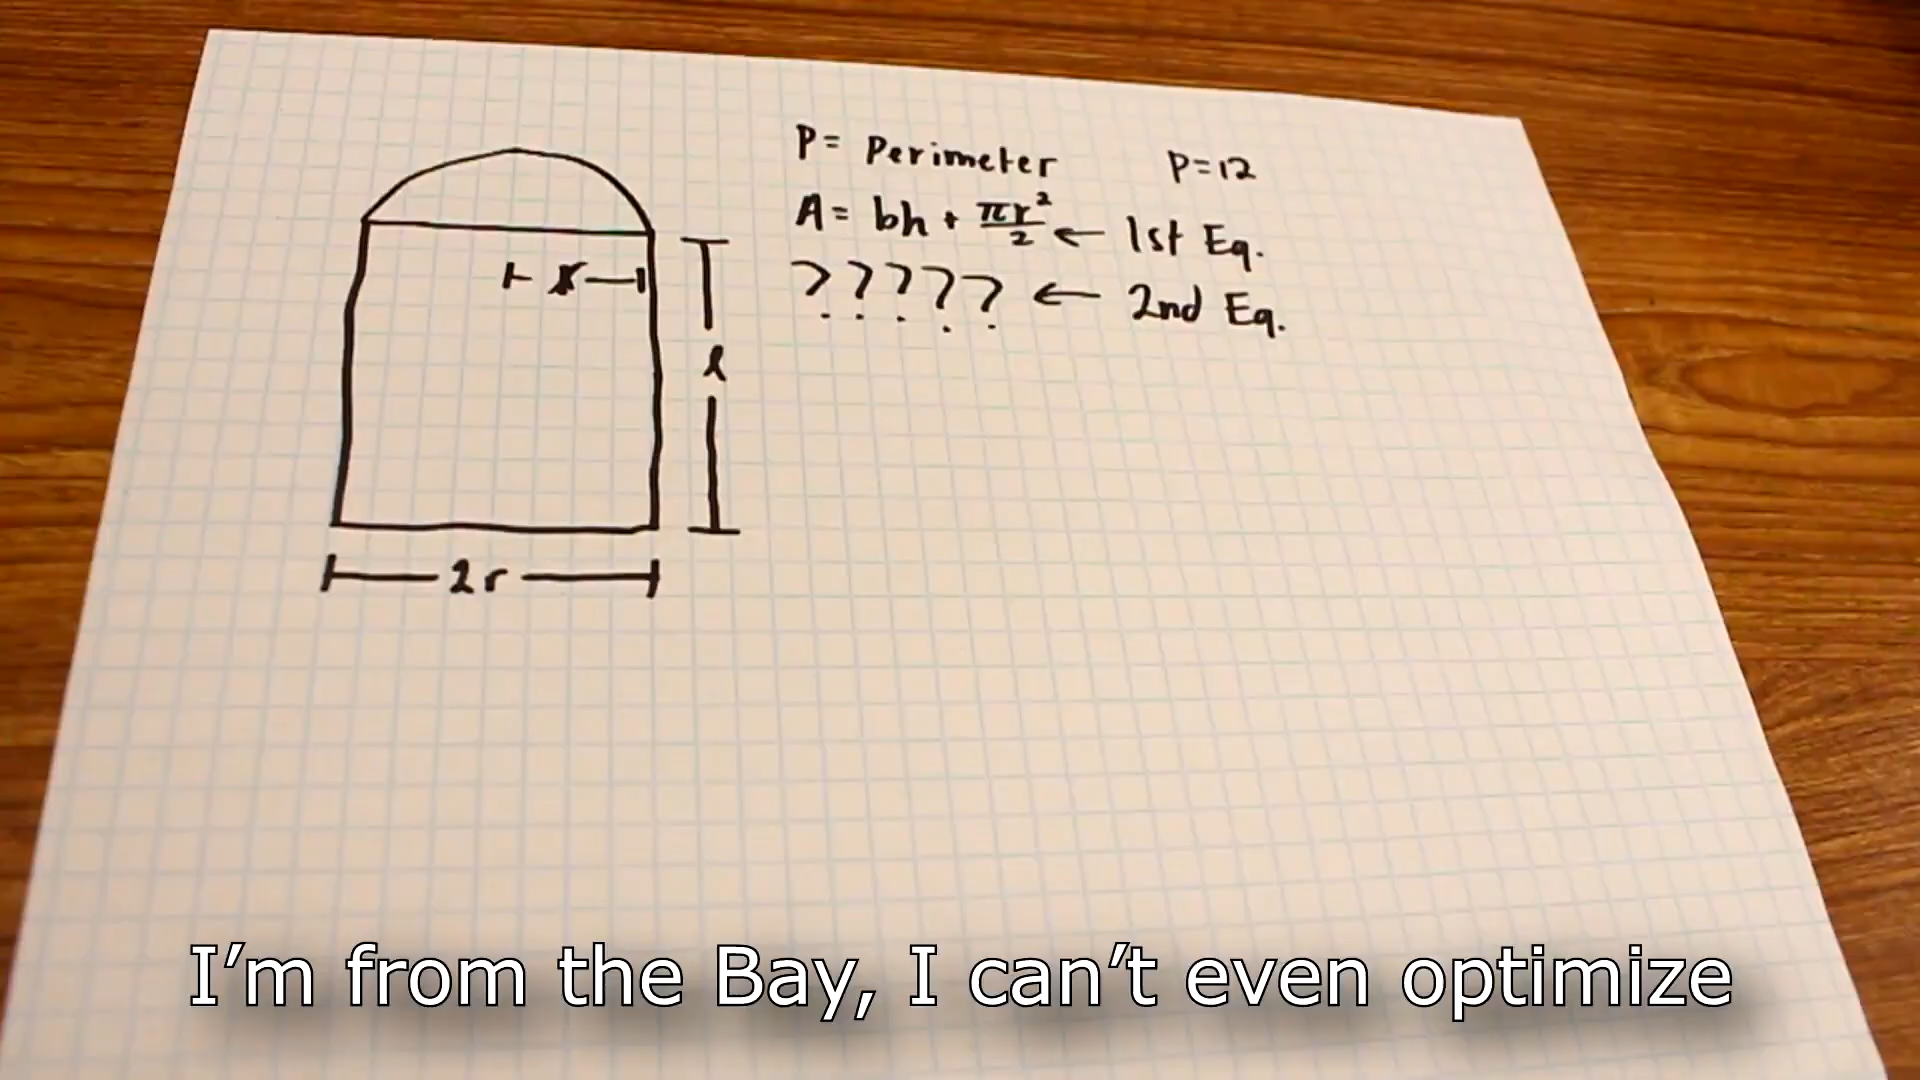 P = Perimeter P=12
A = bh + πr²/2 ← 1st Eq.
????? ← 2nd Eq.
r
l
2r
I'm from the Bay, I can't even optimize